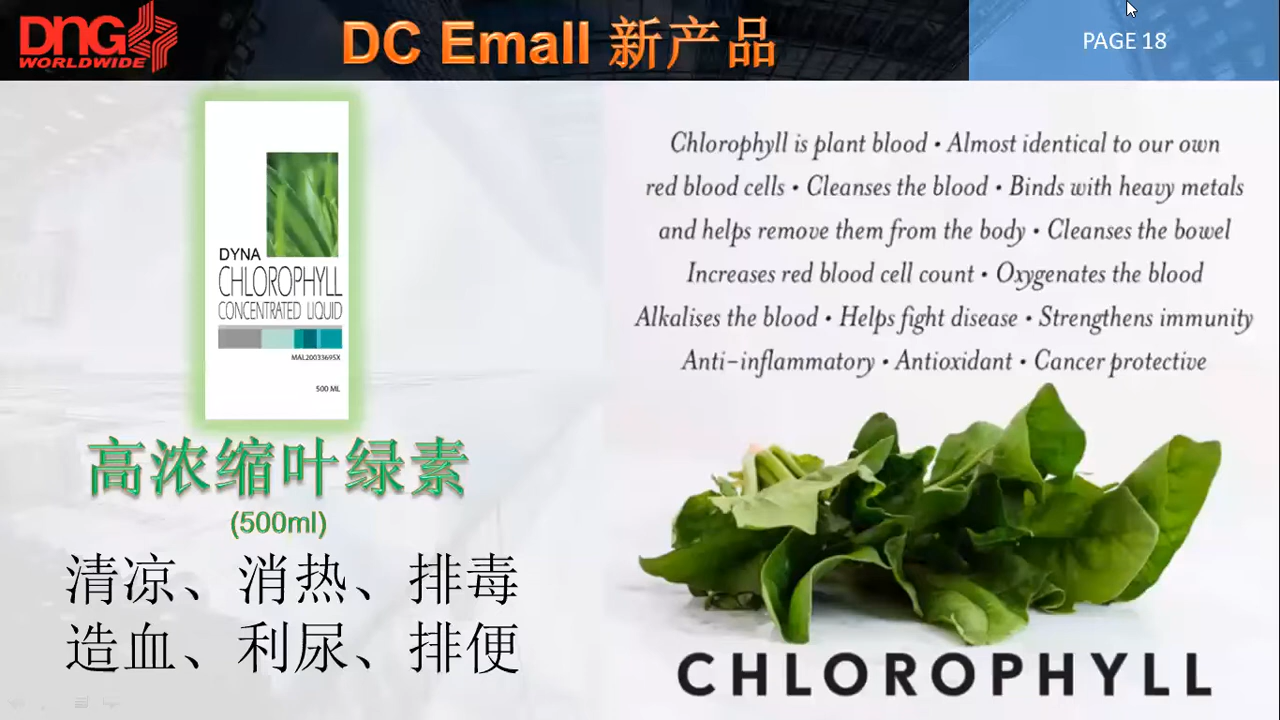 DNG
WORLDWIDE
DC Emall 新产品
PAGE 18
DYNA
CHLOROPHYLL
CONCENTRATED LIQUID
MAL20033695X
500 ML
高浓缩叶绿素
(500ml)
清凉、消热、排毒
造血、利尿、排便
Chlorophyll is plant blood • Almost identical to our own
red blood cells • Cleanses the blood • Binds with heavy metals
and helps remove them from the body • Cleanses the bowel
Increases red blood cell count • Oxygenates the blood
Alkalises the blood • Helps fight disease • Strengthens immunity
Anti-inflammatory • Antioxidant • Cancer protective
CHLOROPHYLL